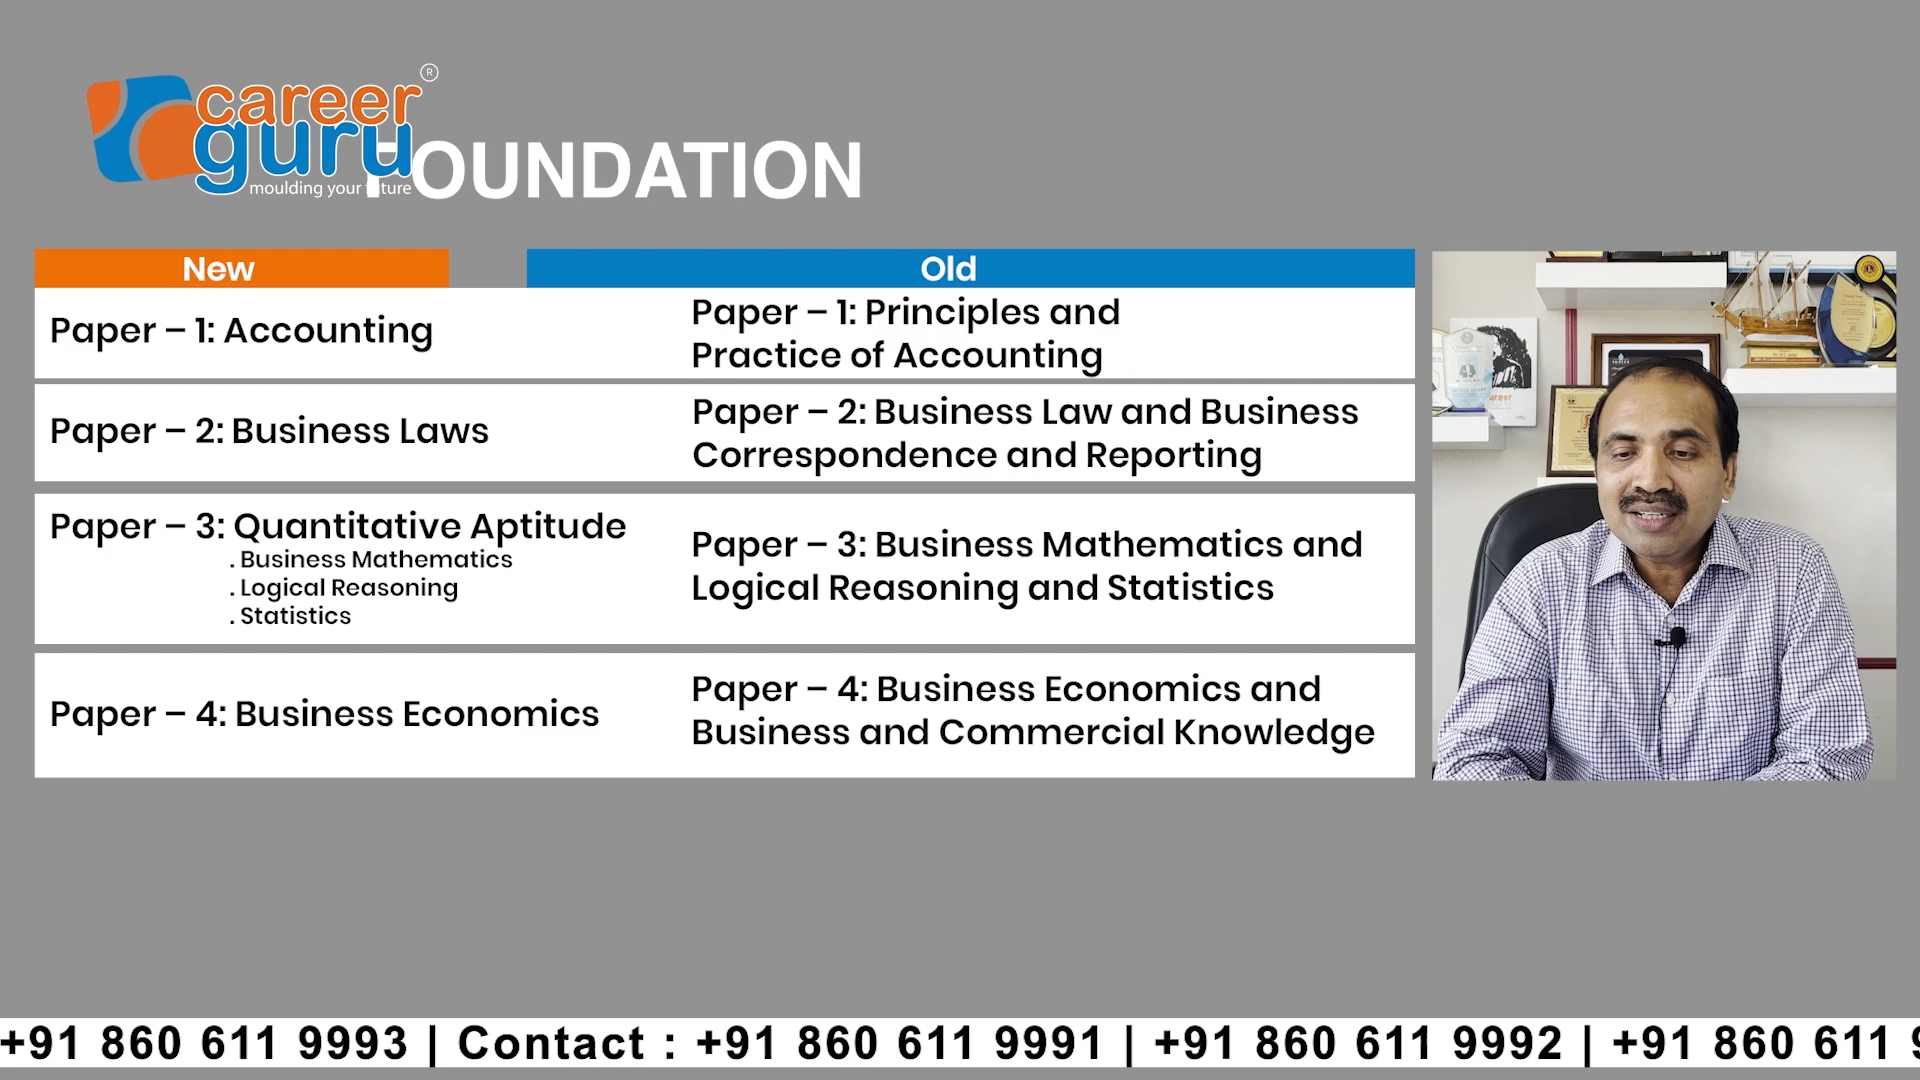 career
®
guru
moulding your future
FOUNDATION
New
Old
Paper – 1: Accounting
Paper – 1: Principles and
Practice of Accounting
Paper – 2: Business Laws
Paper – 2: Business Law and Business
Correspondence and Reporting
Paper – 3: Quantitative Aptitude
. Business Mathematics
. Logical Reasoning
. Statistics
Paper – 3: Business Mathematics and
Logical Reasoning and Statistics
Paper – 4: Business Economics
Paper – 4: Business Economics and
Business and Commercial Knowledge
+91 860 611 9993 | Contact : +91 860 611 9991 | +91 860 611 9992 | +91 860 611